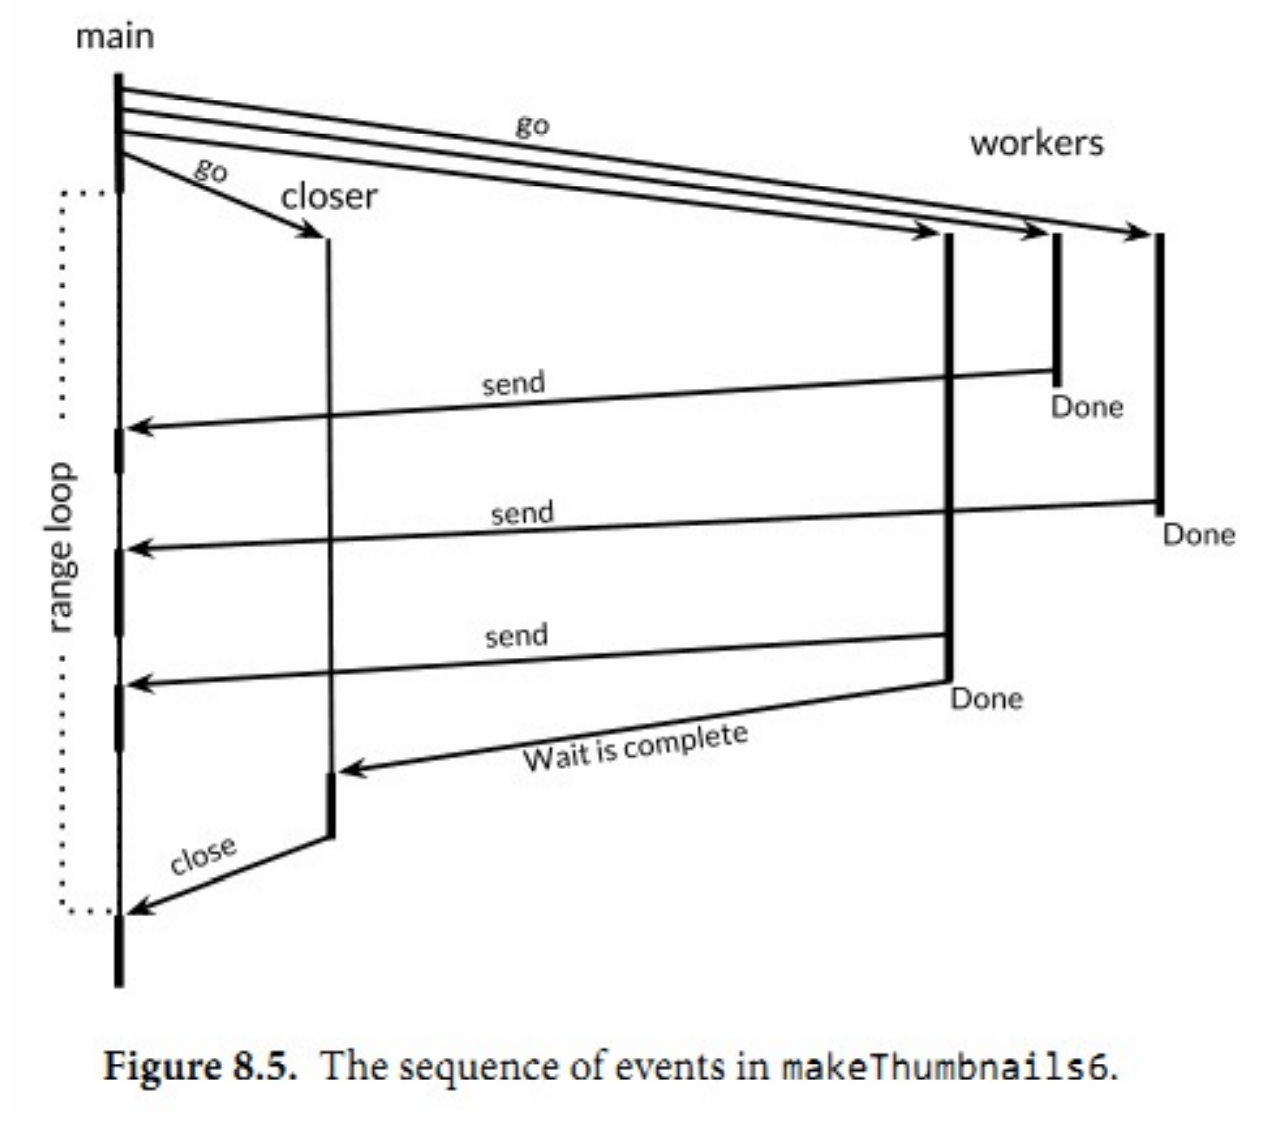 main
go
workers
go
closer
send
Done
send
Done
range loop
send
Done
Wait is complete
close
Figure 8.5. The sequence of events in makeThumbnails6.